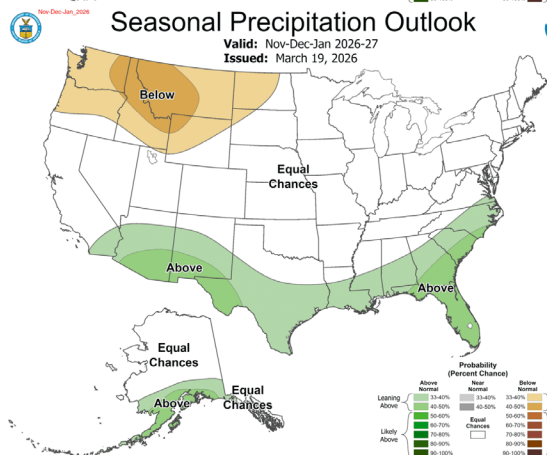 Nov-Dec-Jan_2026
Seasonal Precipitation Outlook
Valid: Nov-Dec-Jan 2026-27
Issued: March 19, 2026
Below
Equal
Chances
Above
Above
Equal
Chances
Above
Equal
Chances
Probability
(Percent Chance)
Above
Normal
Near
Normal
Below
Normal
Leaning
Above
33-40%
40-50%
33-40%
40-50%
33-40%
40-50%
Equal
Chances
Likely
Above
50-60%
60-70%
70-80%
80-90%
90-100%
50-60%
60-70%
70-80%
80-90%
90-100%